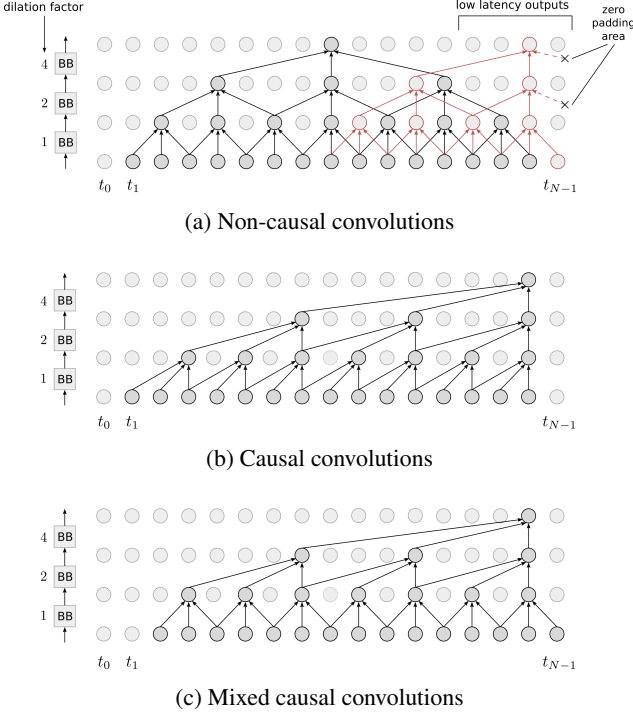 dilation factor
low latency outputs
zero
padding
area
4 BB
2 BB
1 BB
t0 t1 tN−1
(a) Non-causal convolutions
4 BB
2 BB
1 BB
t0 t1 tN−1
(b) Causal convolutions
4 BB
2 BB
1 BB
t0 t1 tN−1
(c) Mixed causal convolutions